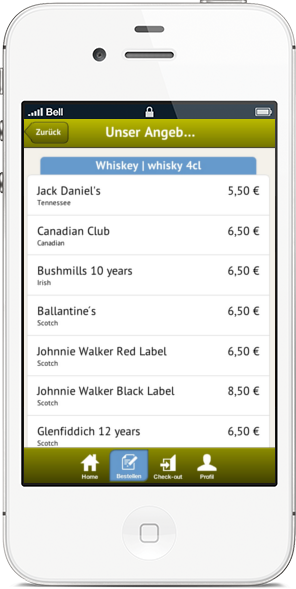 Bell
Zurück
Unser Angeb...
Whiskey | whisky 4cl
Jack Daniel's 5,50 €
Tennessee
Canadian Club 6,50 €
Canadian
Bushmills 10 years 6,50 €
Irish
Ballantine´s 6,50 €
Scotch
Johnnie Walker Red Label 6,50 €
Scotch
Johnnie Walker Black Label 8,50 €
Scotch
Glenfiddich 12 years 6,50 €
Scotch
Home Bestellen Check-out Profil